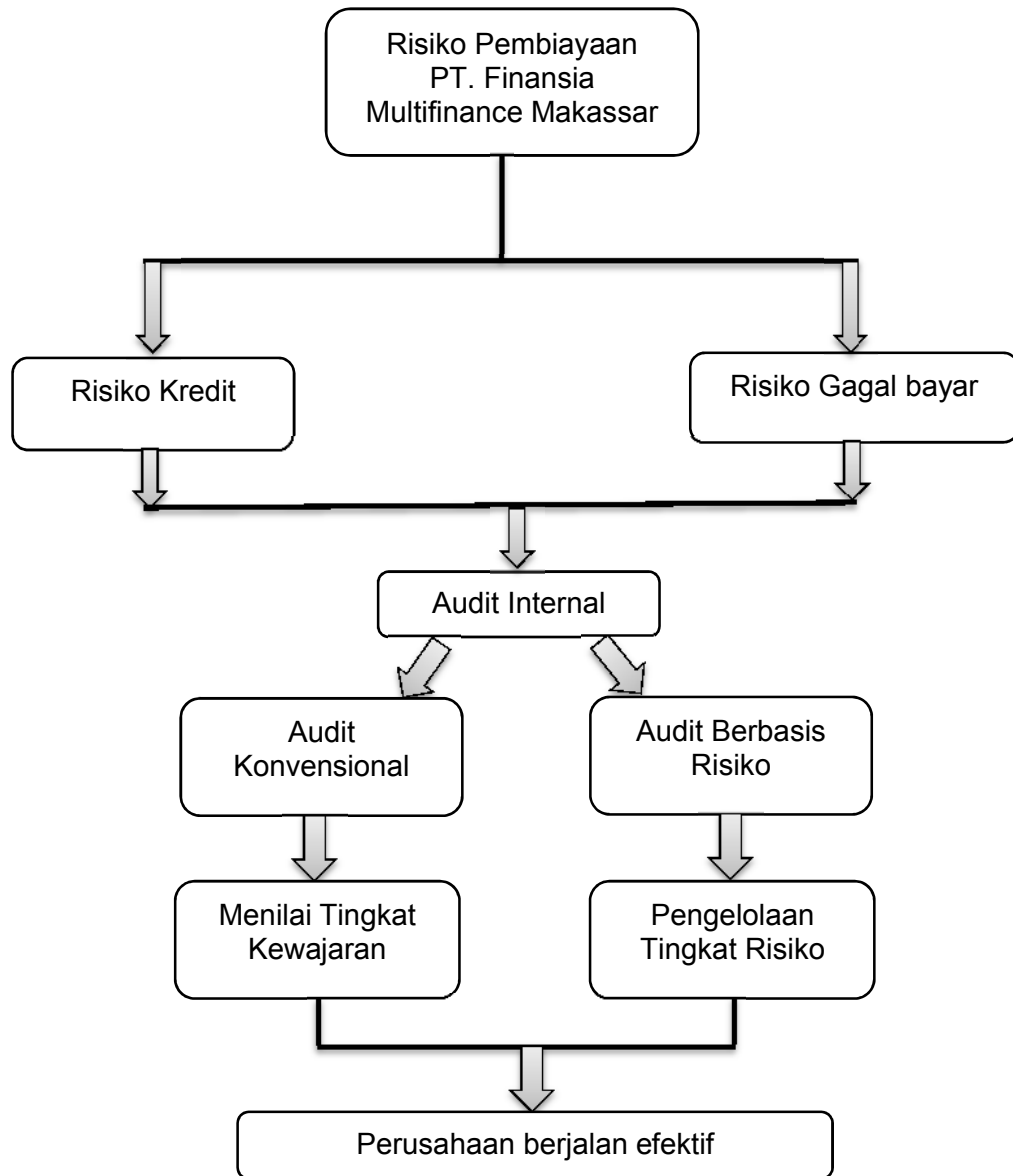 Risiko Pembiayaan
PT. Finansia
Multifinance Makassar
Risiko Kredit
Risiko Gagal bayar
Audit Internal
Audit
Konvensional
Audit Berbasis
Risiko
Menilai Tingkat
Kewajaran
Pengelolaan
Tingkat Risiko
Perusahaan berjalan efektif